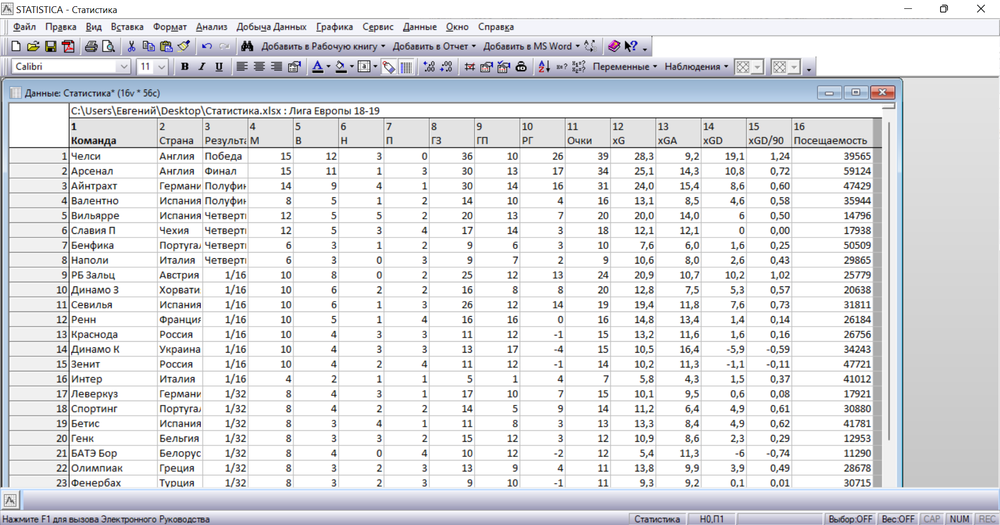 STATISTICA - Статистика
Файл Правка Вид Вставка Формат Анализ Добыча Данных Графика Сервис Данные Окно Справка
Добавить в Рабочую книгу Добавить в Отчет Добавить в MS Word
Calibri 11 B I U Переменные Наблюдения
Данные: Статистика* (16v * 56c)
C:\Users\Евгений\Desktop\Статистика.xlsx : Лига Европы 18-19
1 2 3 4 5 6 7 8 9 10 11 12 13 14 15 16
Команда Страна Результа М В Н П ГЗ ГП РГ Очки xG xGA xGD xGD/90 Посещаемость
1 Челси Англия Победа 15 12 3 0 36 10 26 39 28,3 9,2 19,1 1,24 39565
2 Арсенал Англия Финал 15 11 1 3 30 13 17 34 25,1 14,3 10,8 0,72 59124
3 Айнтрахт Германи Полуфин 14 9 4 1 30 14 16 31 24,0 15,4 8,6 0,60 47429
4 Валентно Испания Полуфин 8 5 1 2 14 10 4 16 13,1 8,5 4,6 0,58 35944
5 Вильярре Испания Четверт 12 5 5 2 20 13 7 20 20,0 14,0 6 0,50 14796
6 Славия П Чехия Четверт 12 5 3 4 17 14 3 18 12,1 12,1 0 0,00 17938
7 Бенфика Португал Четверт 6 3 1 2 9 6 3 10 7,6 6,0 1,6 0,25 50509
8 Наполи Италия Четверт 6 3 0 3 9 7 2 9 10,6 8,0 2,6 0,43 29865
9 РБ Зальц Австрия 1/16 10 8 0 2 25 12 13 24 20,9 10,7 10,2 1,02 25779
10 Динамо З Хорвати 1/16 10 6 2 2 16 8 8 20 12,8 7,5 5,3 0,57 20638
11 Севилья Испания 1/16 10 6 1 3 26 12 14 19 19,4 11,8 7,6 0,73 31811
12 Ренн Франция 1/16 10 5 1 4 16 16 0 16 14,8 13,4 1,4 0,14 26184
13 Краснода Россия 1/16 10 4 3 3 11 12 -1 15 13,2 11,6 1,6 0,16 26756
14 Динамо К Украина 1/16 10 4 3 3 13 17 -4 15 10,5 16,4 -5,9 -0,59 34243
15 Зенит Россия 1/16 10 4 2 4 11 12 -1 14 10,2 11,3 -1,1 -0,11 47721
16 Интер Италия 1/16 4 2 1 1 5 1 4 7 5,8 4,3 1,5 0,37 41012
17 Леверкуз Германи 1/32 8 4 3 1 17 10 7 15 10,1 9,5 0,6 0,08 17921
18 Спортинг Португал 1/32 8 4 2 2 14 5 9 14 11,2 6,4 4,9 0,61 30880
19 Бетис Испания 1/32 8 3 4 1 11 8 3 13 13,3 8,4 4,9 0,62 41781
20 Генк Бельгия 1/32 8 3 3 2 15 12 3 12 10,9 8,6 2,3 0,29 12953
21 БАТЭ Бор Белорус 1/32 8 4 0 4 10 12 -2 12 5,4 11,3 -6 -0,74 11290
22 Олимпиак Греция 1/32 8 3 2 3 13 9 4 11 13,8 9,9 3,9 0,49 28678
23 Фенербах Турция 1/32 8 3 2 3 9 10 -1 11 9,3 9,2 0,1 0,01 30715
Нажмите F1 для вызова Электронного Руководства Статистика Н0,П1 Выбор:OFF Вес:OFF CAP NUM REC